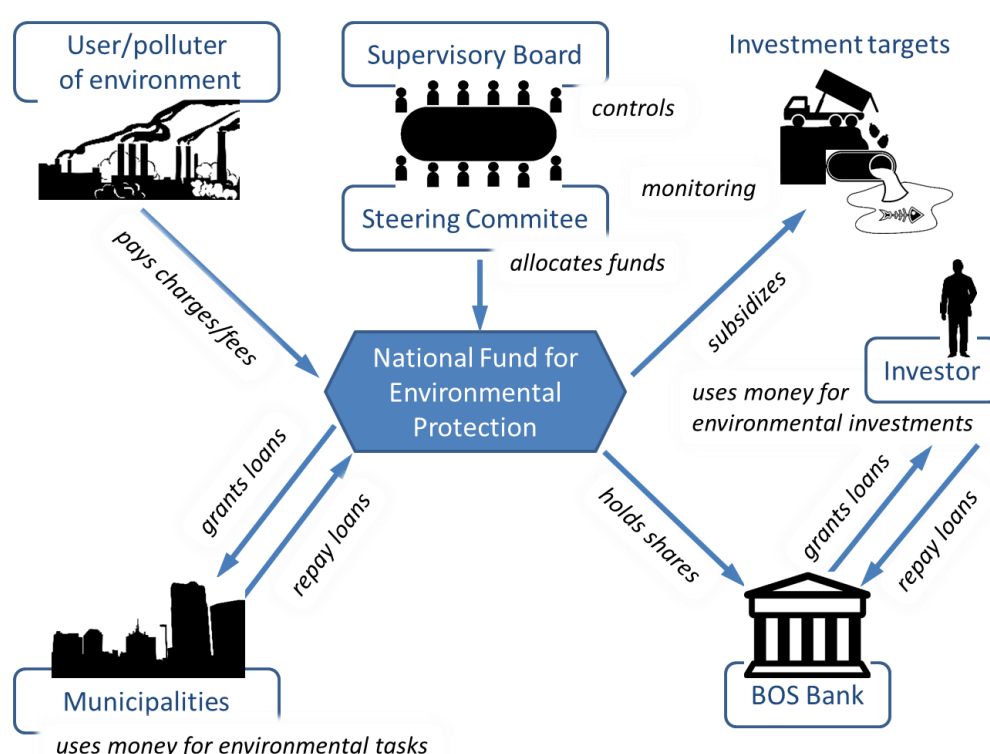 User/polluter
of environment
Supervisory Board
controls
Investment targets
monitoring
Steering Commitee
allocates funds
pays charges/fees
subsidizes
National Fund for
Environmental
Protection
Investor
uses money for
environmental investments
grants loans
repay loans
holds shares
grants loans
repay loans
Municipalities
uses money for environmental tasks
BOS Bank